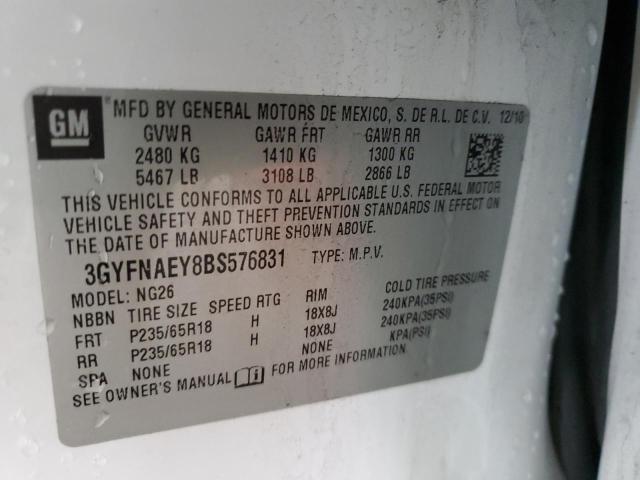 GM MFD BY GENERAL MOTORS DE MEXICO, S. DE R.L. DE C.V. 12/10
GVWR GAWR FRT GAWR RR
2480 KG 1410 KG 1300 KG
5467 LB 3108 LB 2866 LB
THIS VEHICLE CONFORMS TO ALL APPLICABLE U.S. FEDERAL MOTOR
VEHICLE SAFETY AND THEFT PREVENTION STANDARDS IN EFFECT ON
THE DATE OF MANUFACTURE SHOWN ABOVE.
3GYFNAEY8BS576831 TYPE: M.P.V.
MODEL: NG26
NBBN TIRE SIZE SPEED RTG RIM COLD TIRE PRESSURE
FRT P235/65R18 H 18X8J 240KPA(35PSI)
RR P235/65R18 H 18X8J 240KPA(35PSI)
SPA NONE NONE KPA(PSI)
SEE OWNER'S MANUAL FOR MORE INFORMATION